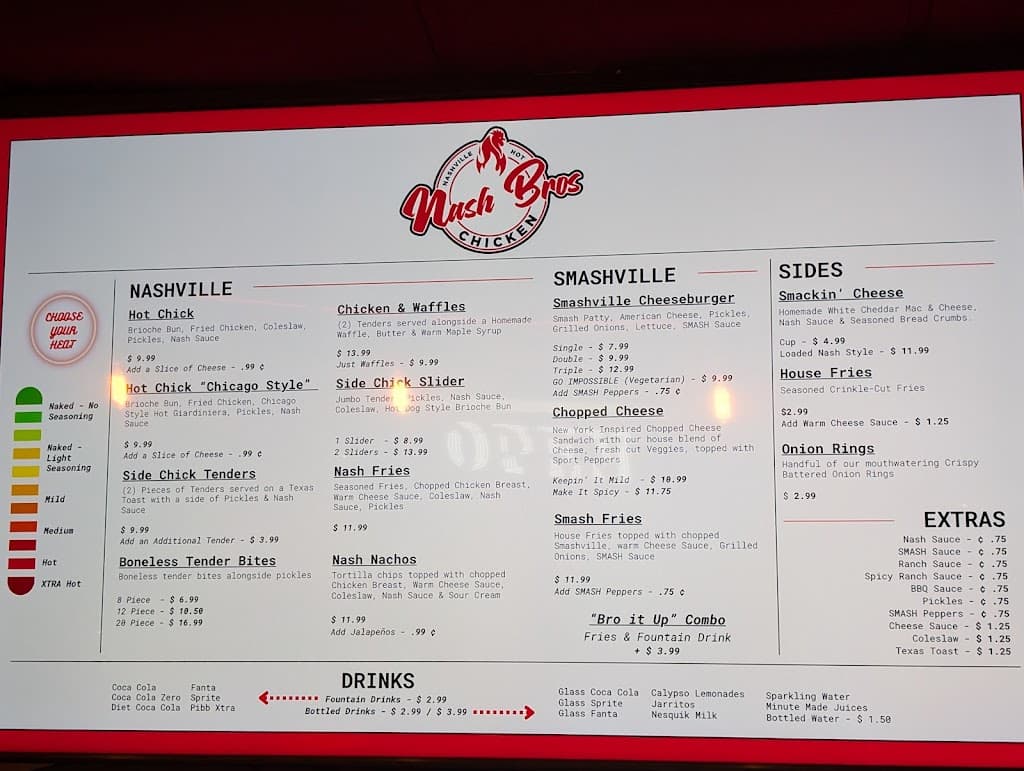 NASHVILLE HOT
Nash Bros
CHICKEN
CHOOSE
YOUR
HEAT
Naked - No
Seasoning
Naked -
Light
Seasoning
Mild
Medium
Hot
XTRA Hot
NASHVILLE
Hot Chick
Brioche Bun, Fried Chicken, Coleslaw,
Pickles, Nash Sauce
$ 9.99
Add a Slice of Cheese - .99 ¢
Hot Chick "Chicago Style"
Brioche Bun, Fried Chicken, Chicago
Style Hot Giardiniera, Pickles, Nash
Sauce
$ 9.99
Add a Slice of Cheese - .99 ¢
Side Chick Tenders
(2) Pieces of Tenders served on a Texas
Toast with a side of Pickles & Nash
Sauce
$ 9.99
Add an Additional Tender - $ 3.99
Boneless Tender Bites
Boneless tender bites alongside pickles
8 Piece - $ 6.99
12 Piece - $ 10.50
20 Piece - $ 16.99
Chicken & Waffles
(2) Tenders served alongside a Homemade
Waffle, Butter & Warm Maple Syrup
$ 13.99
Just Waffles - $ 9.99
Side Chick Slider
Jumbo Tender, Pickles, Nash Sauce,
Coleslaw, Hot Dog Style Brioche Bun
1 Slider - $ 8.99
2 Sliders - $ 13.99
Nash Fries
Seasoned Fries, Chopped Chicken Breast,
Warm Cheese Sauce, Coleslaw, Nash
Sauce, Pickles
$ 11.99
Nash Nachos
Tortilla chips topped with chopped
Chicken Breast, Warm Cheese Sauce,
Coleslaw, Nash Sauce & Sour Cream
$ 11.99
Add Jalapeños - .99 ¢
SMASHVILLE
Smashville Cheeseburger
Smash Patty, American Cheese, Pickles,
Grilled Onions, Lettuce, SMASH Sauce
Single - $ 7.99
Double - $ 9.99
Triple - $ 12.99
GO IMPOSSIBLE (Vegetarian) - $ 9.99
Add SMASH Peppers - .75 ¢
Chopped Cheese
New York Inspired Chopped Cheese
Sandwich with our house blend of
Cheese, fresh cut Veggies, topped with
Sport Peppers
Keepin' It Mild - $ 10.99
Make It Spicy - $ 11.75
Smash Fries
House Fries topped with chopped
Smashville, warm Cheese Sauce, Grilled
Onions, SMASH Sauce
$ 11.99
Add SMASH Peppers - .75 ¢
"Bro it Up" Combo
Fries & Fountain Drink
+ $ 3.99
SIDES
Smackin' Cheese
Homemade White Cheddar Mac & Cheese,
Nash Sauce & Seasoned Bread Crumbs.
Cup - $ 4.99
Loaded Nash Style - $ 11.99
House Fries
Seasoned Crinkle-Cut Fries
$2.99
Add Warm Cheese Sauce - $ 1.25
Onion Rings
Handful of our mouthwatering Crispy
Battered Onion Rings
$ 2.99
EXTRAS
Nash Sauce - ¢ .75
SMASH Sauce - ¢ .75
Ranch Sauce - ¢ .75
Spicy Ranch Sauce - ¢ .75
BBQ Sauce - ¢ .75
Pickles - ¢ .75
SMASH Peppers - ¢ .75
Cheese Sauce - $ 1.25
Coleslaw - $ 1.25
Texas Toast - $ 1.25
DRINKS
Coca Cola
Coca Cola Zero
Diet Coca Cola
Fanta
Sprite
Pibb Xtra
Fountain Drinks - $ 2.99
Bottled Drinks - $ 2.99 / $ 3.99
Glass Coca Cola
Glass Sprite
Glass Fanta
Calypso Lemonades
Jarritos
Nesquik Milk
Sparkling Water
Minute Made Juices
Bottled Water - $ 1.50